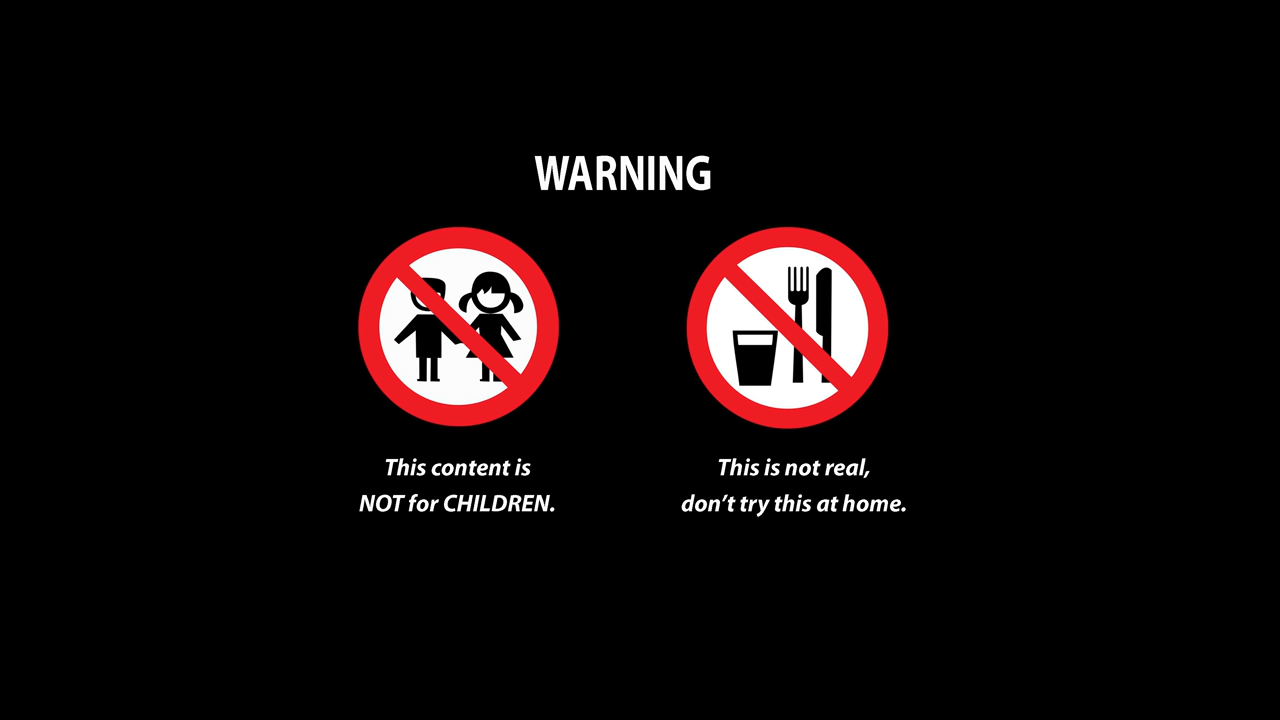 WARNING
This content is
NOT for CHILDREN.
This is not real,
don’t try this at home.